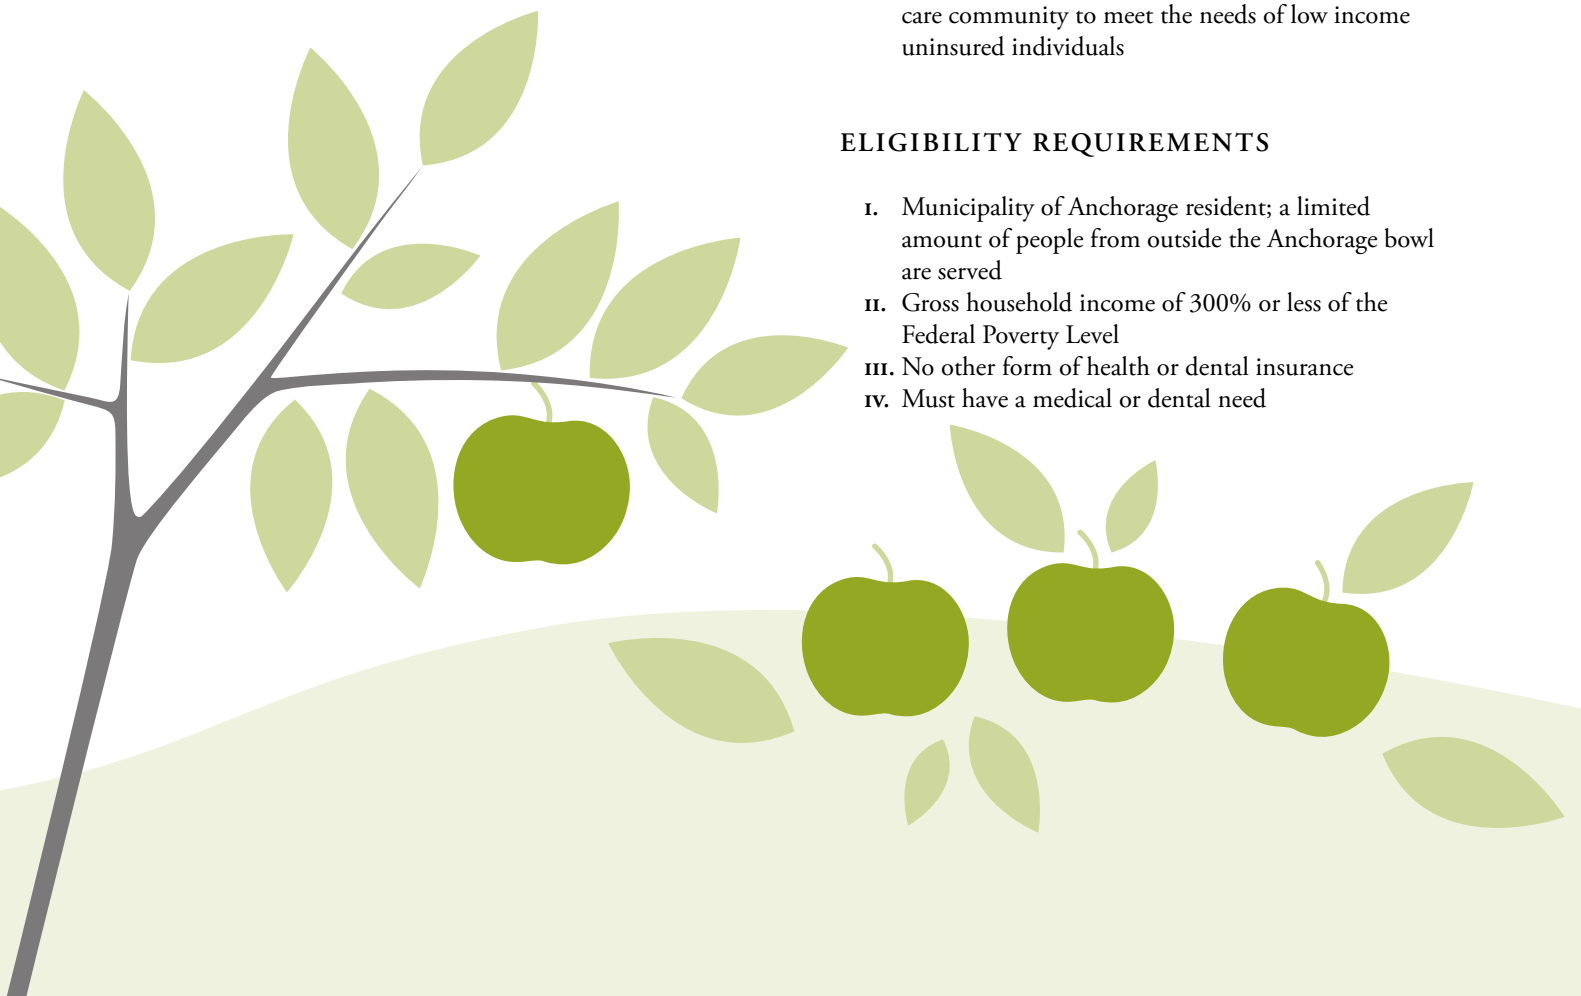 care community to meet the needs of low income
uninsured individuals
ELIGIBILITY REQUIREMENTS
I. Municipality of Anchorage resident; a limited
amount of people from outside the Anchorage bowl
are served
II. Gross household income of 300% or less of the
Federal Poverty Level
III. No other form of health or dental insurance
IV. Must have a medical or dental need